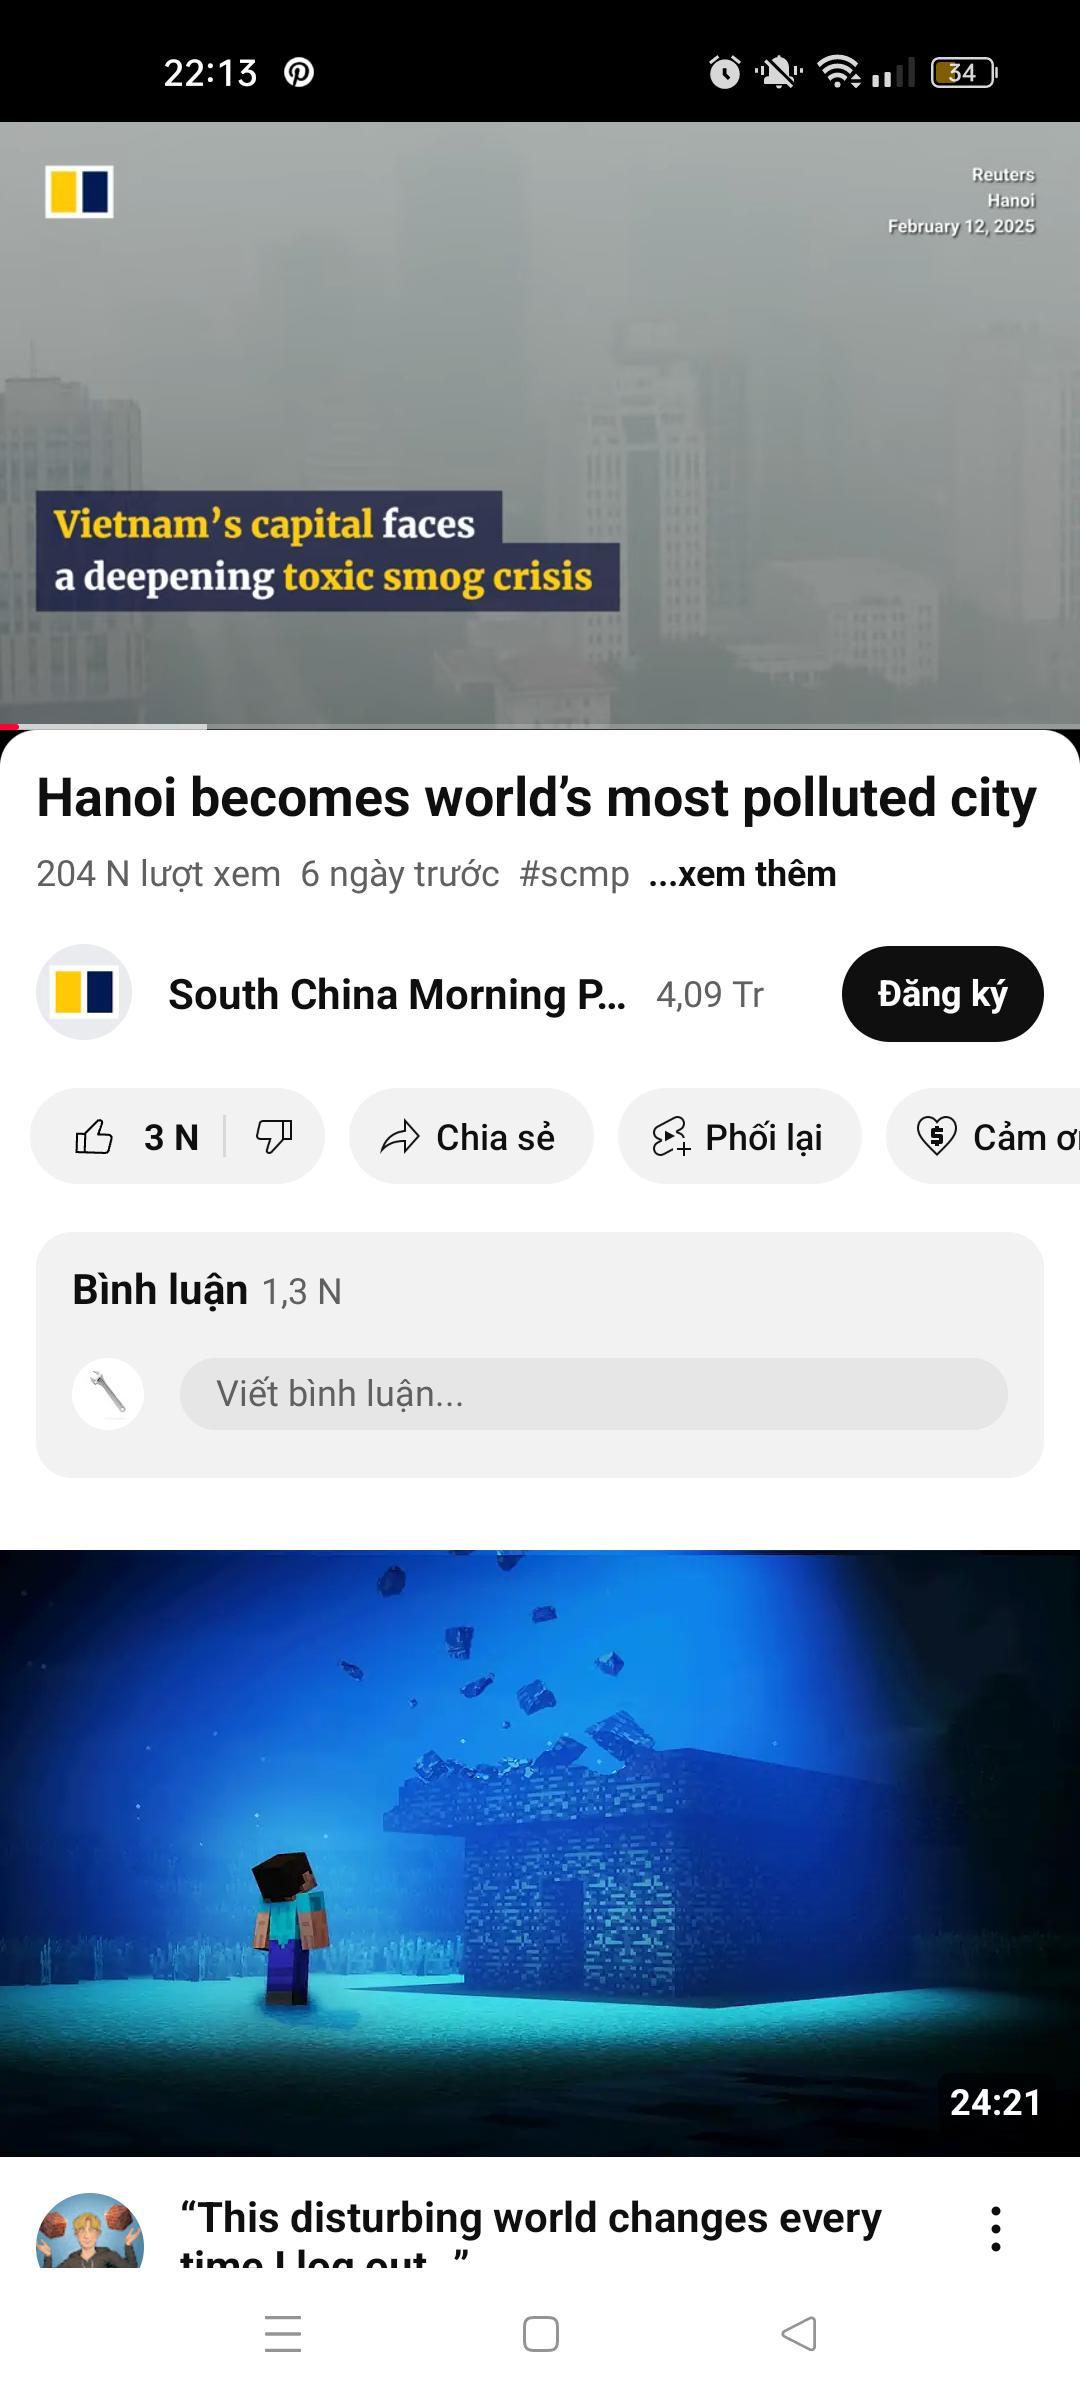 22:13
34
Reuters
Hanoi
February 12, 2025
Vietnam's capital faces
a deepening toxic smog crisis
Hanoi becomes world's most polluted city
204 N lượt xem 6 ngày trước #scmp ...xem thêm
South China Morning P... 4,09 Tr Đăng ký
3 N Chia sẻ Phối lại Cảm ơ
Bình luận 1,3 N
Viết bình luận...
24:21
“This disturbing world changes every
time I log out...”